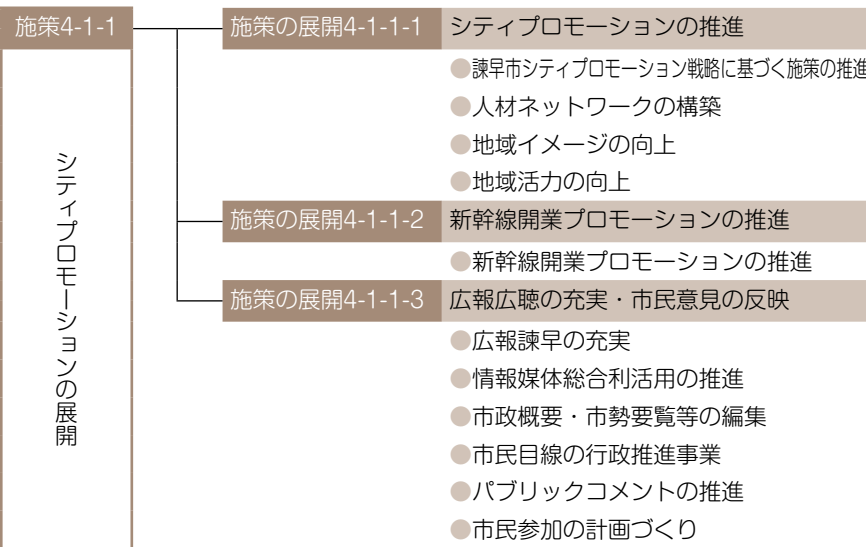 施策4-1-1
シティプロモーションの展開
施策の展開4-1-1-1 シティプロモーションの推進
●諫早市シティプロモーション戦略に基づく施策の推進
●人材ネットワークの構築
●地域イメージの向上
●地域活力の向上
施策の展開4-1-1-2 新幹線開業プロモーションの推進
●新幹線開業プロモーションの推進
施策の展開4-1-1-3 広報広聴の充実・市民意見の反映
●広報諫早の充実
●情報媒体総合利活用の推進
●市政概要・市勢要覧等の編集
●市民目線の行政推進事業
●パブリックコメントの推進
●市民参加の計画づくり